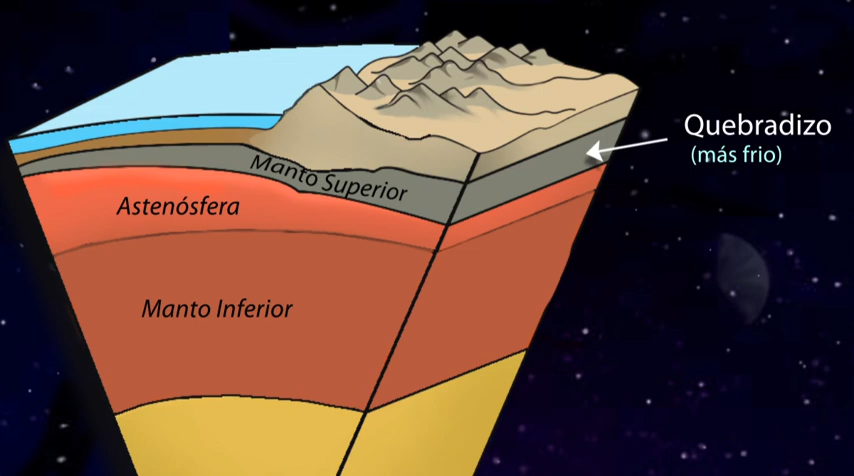 Quebradizo
(más frio)
Manto Superior
Astenósfera
Manto Inferior